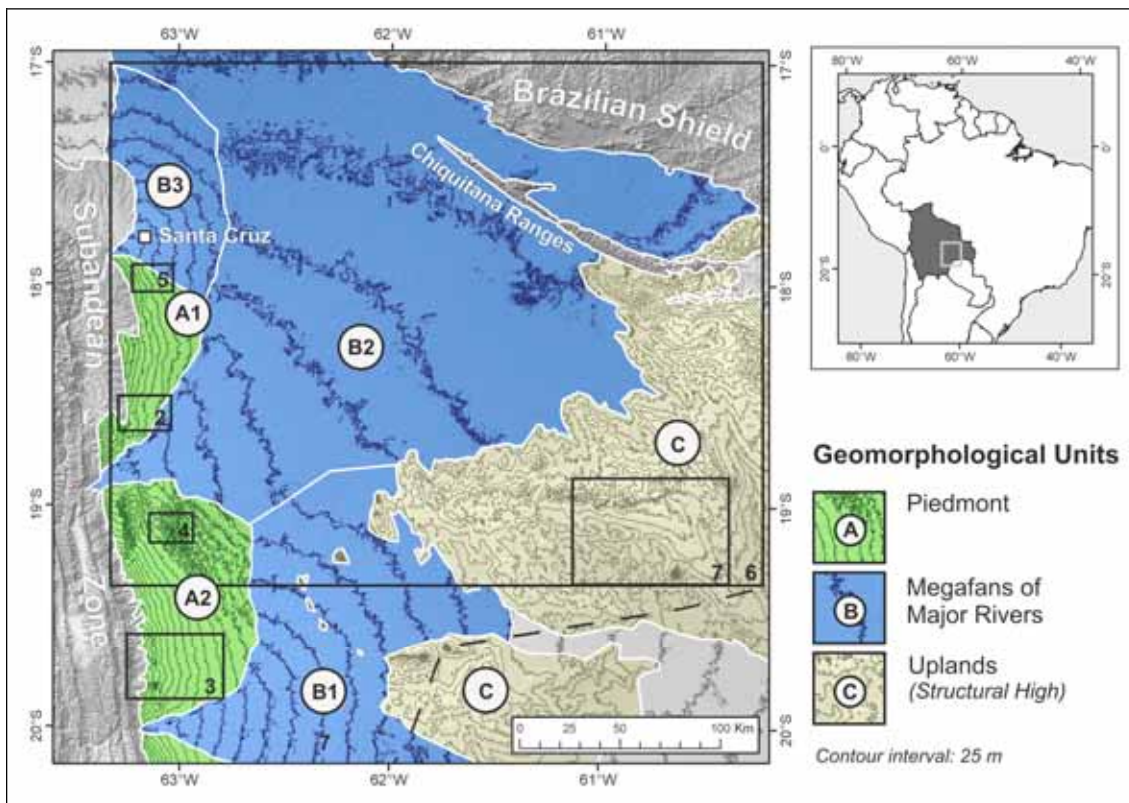 63°W 62°W 61°W
17°S 17°S
Brazilian Shield
Chiquitana Ranges
B3
Subandean
Zone
Santa Cruz
18°S 18°S
5
A1
B2
2
C
19°S 19°S
4
A2
7 6
3
B1
C
20°S 20°S
0 25 50 100 Km
63°W 62°W 61°W
80°W 60°W 40°W
0° 0°
20°S 20°S
80°W 60°W 40°W
Geomorphological Units
A
Piedmont
B
Megafans of
Major Rivers
C
Uplands
(Structural High)
Contour interval: 25 m